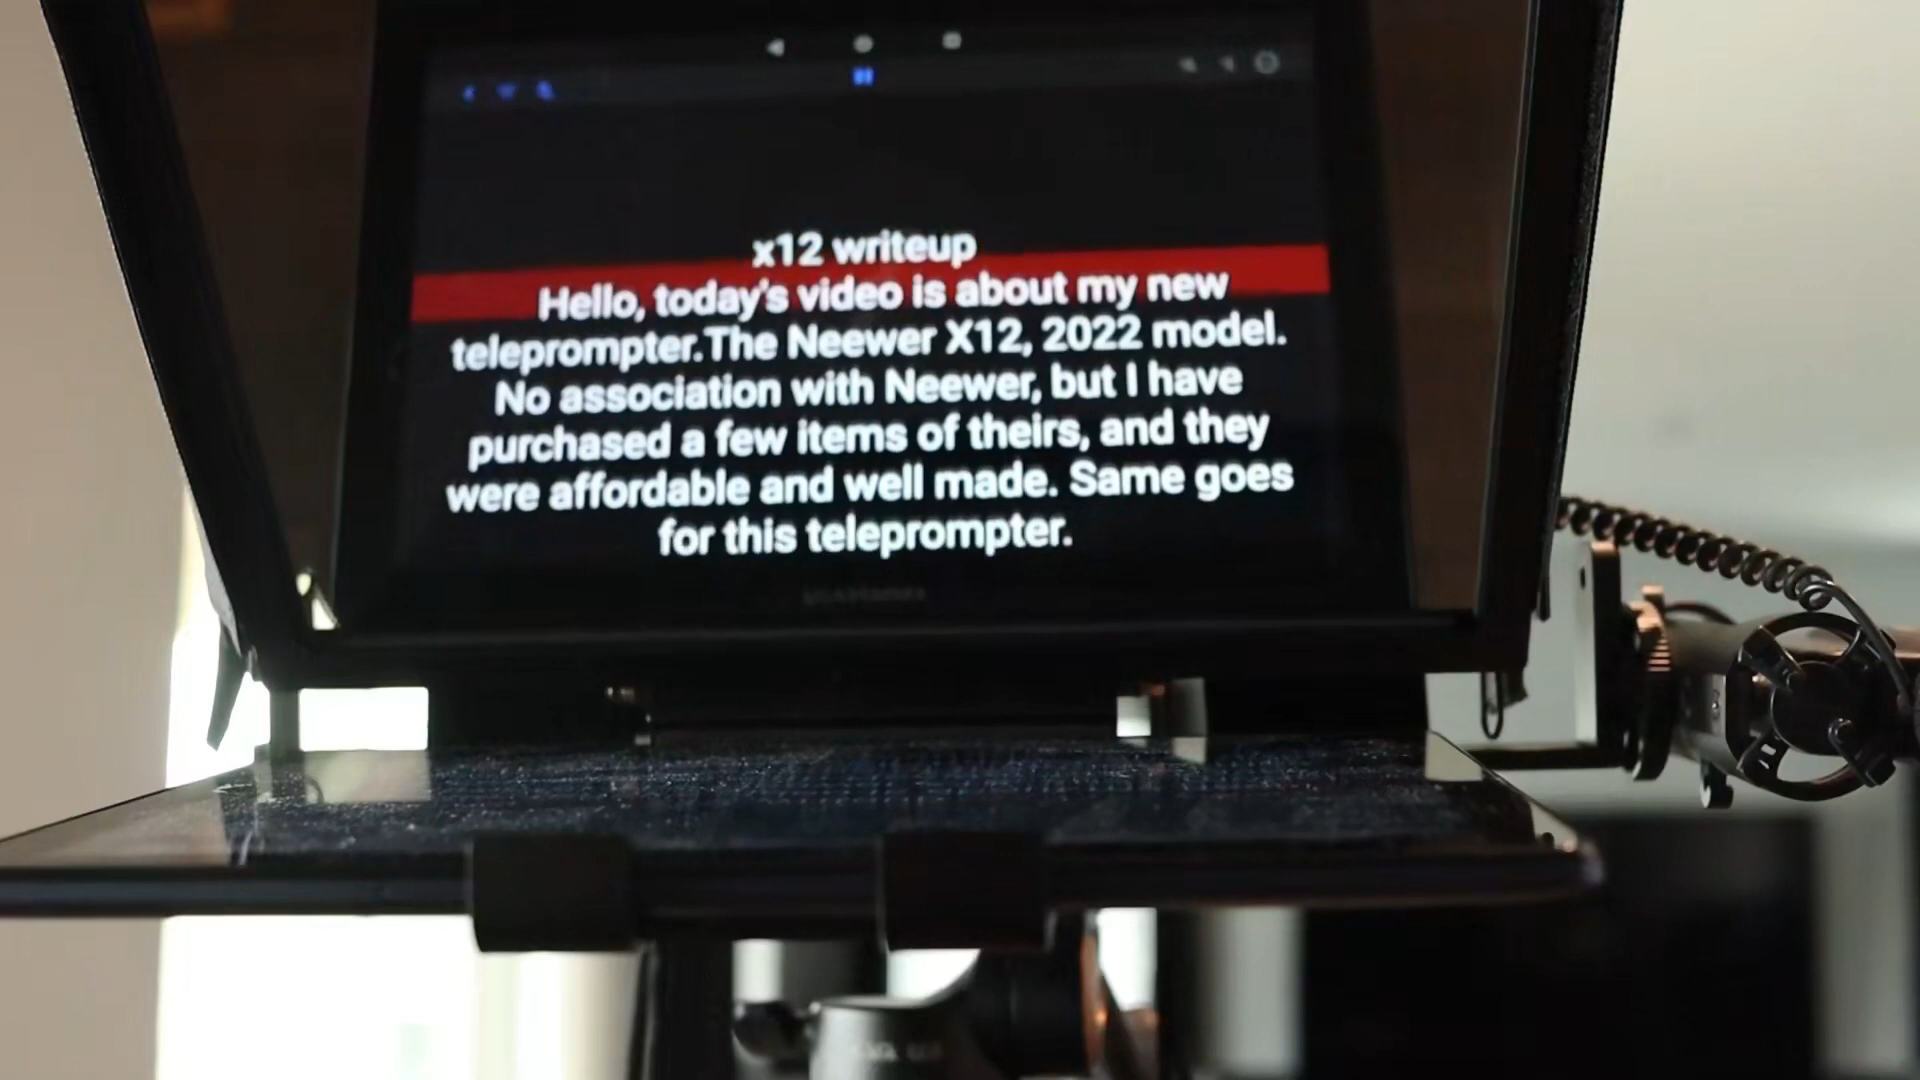 x12 writeup
Hello, today's video is about my new
teleprompter.The Neewer X12, 2022 model.
No association with Neewer, but I have
purchased a few items of theirs, and they
were affordable and well made. Same goes
for this teleprompter.